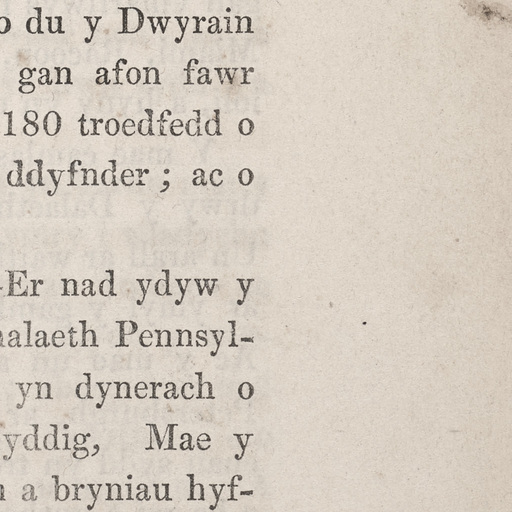 du y Dwyrain
gan afon fawr
180 troedfedd o
ddyfnder ; ac o
-Er nad ydyw y
alaeth Pennsyl-
yn dynerach o
yddig, Mae y
a bryniau hyf-